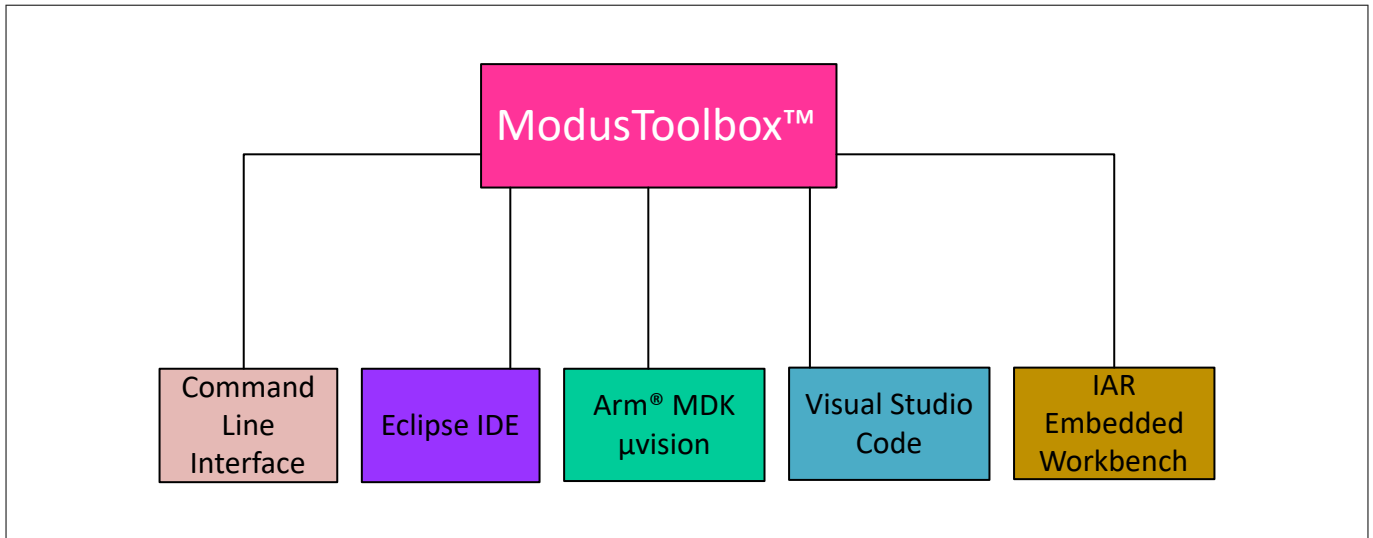 ModusToolbox™
Command
Line
Interface
Eclipse IDE
Arm® MDK
µvision
Visual Studio
Code
IAR
Embedded
Workbench